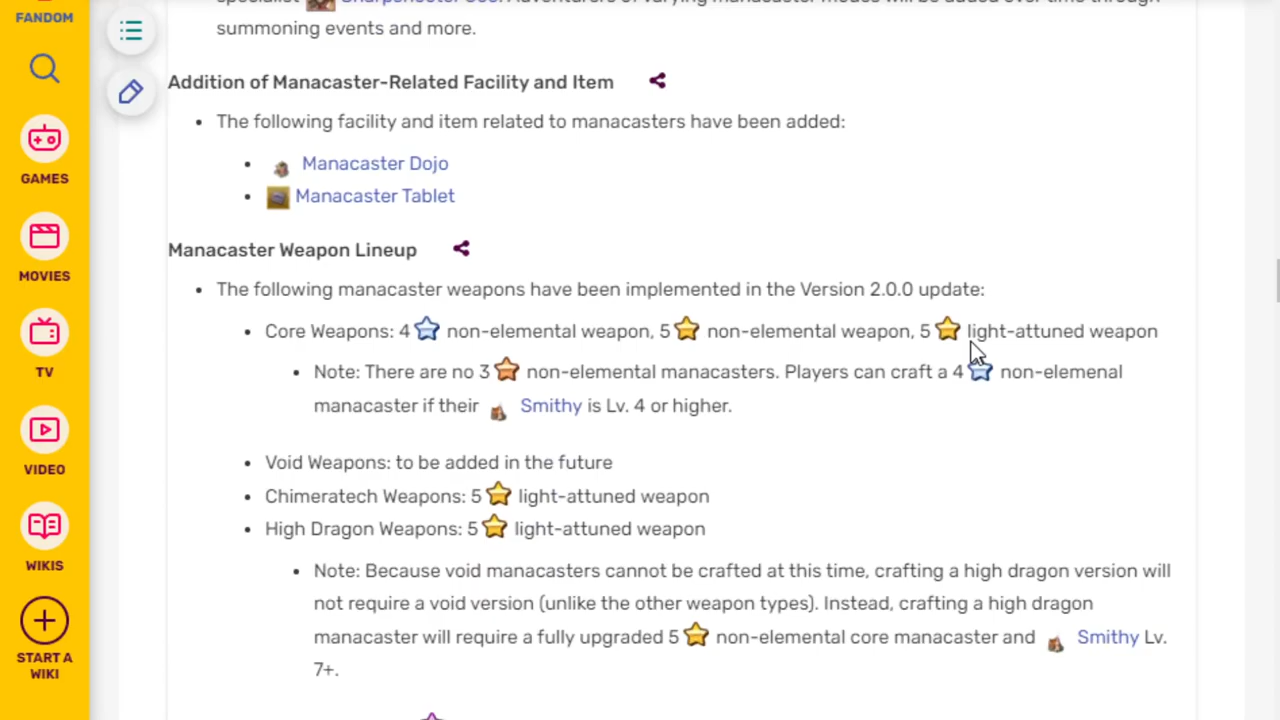 FANDOM
GAMES
MOVIES
TV
VIDEO
WIKIS
START A
WIKI
summoning events and more.
Addition of Manacaster-Related Facility and Item
The following facility and item related to manacasters have been added:
Manacaster Dojo
Manacaster Tablet
Manacaster Weapon Lineup
The following manacaster weapons have been implemented in the Version 2.0.0 update:
Core Weapons: 4 non-elemental weapon, 5 non-elemental weapon, 5 light-attuned weapon
Note: There are no 3 non-elemental manacasters. Players can craft a 4 non-elemenal
manacaster if their Smithy is Lv. 4 or higher.
Void Weapons: to be added in the future
Chimeratech Weapons: 5 light-attuned weapon
High Dragon Weapons: 5 light-attuned weapon
Note: Because void manacasters cannot be crafted at this time, crafting a high dragon version will
not require a void version (unlike the other weapon types). Instead, crafting a high dragon
manacaster will require a fully upgraded 5 non-elemental core manacaster and Smithy Lv.
7+.